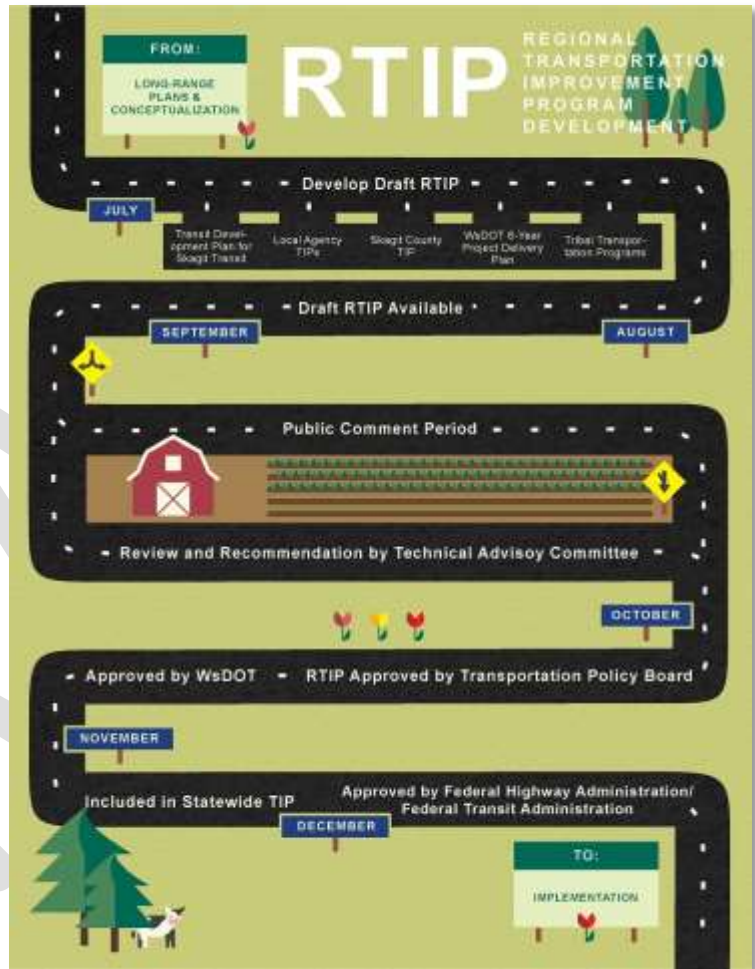 FROM:
LONG-RANGE
PLANS &
CONCEPTUALIZATION
RTIP
REGIONAL
TRANSPORTATION
IMPROVEMENT
PROGRAM
DEVELOPMENT
Develop Draft RTIP
JULY
Transit Devel-
opment Plan for
Skagit Transit
Local Agency
TIPs
Skagit County
TIP
WsDOT 6-Year
Project Delivery
Plan
Tribal Transpor-
tation Programs
Draft RTIP Available
SEPTEMBER
AUGUST
Public Comment Period
Review and Recommendation by Technical Advisoy Committee
OCTOBER
Approved by WsDOT
RTIP Approved by Transportation Policy Board
NOVEMBER
Included in Statewide TIP
Approved by Federal Highway Administration/
Federal Transit Administration
DECEMBER
TO:
IMPLEMENTATION